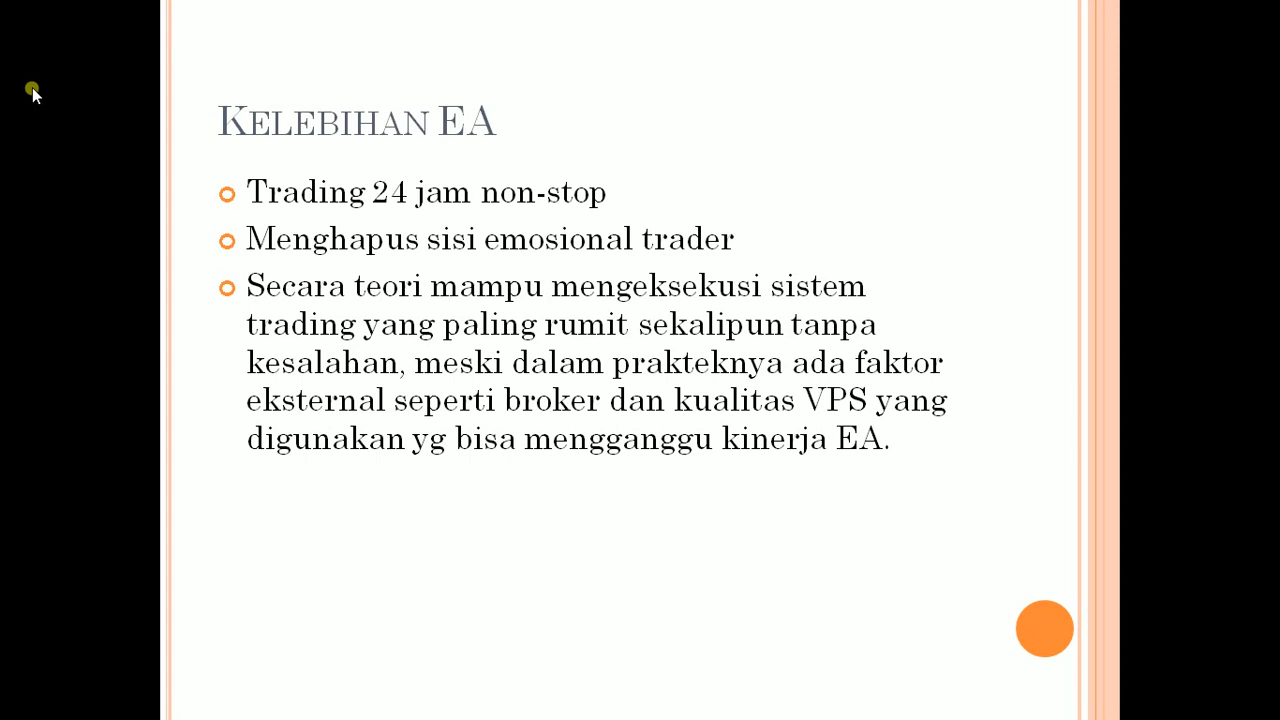 KELEBIHAN EA
Trading 24 jam non-stop
Menghapus sisi emosional trader
Secara teori mampu mengeksekusi sistem
trading yang paling rumit sekalipun tanpa
kesalahan, meski dalam prakteknya ada faktor
eksternal seperti broker dan kualitas VPS yang
digunakan yg bisa mengganggu kinerja EA.